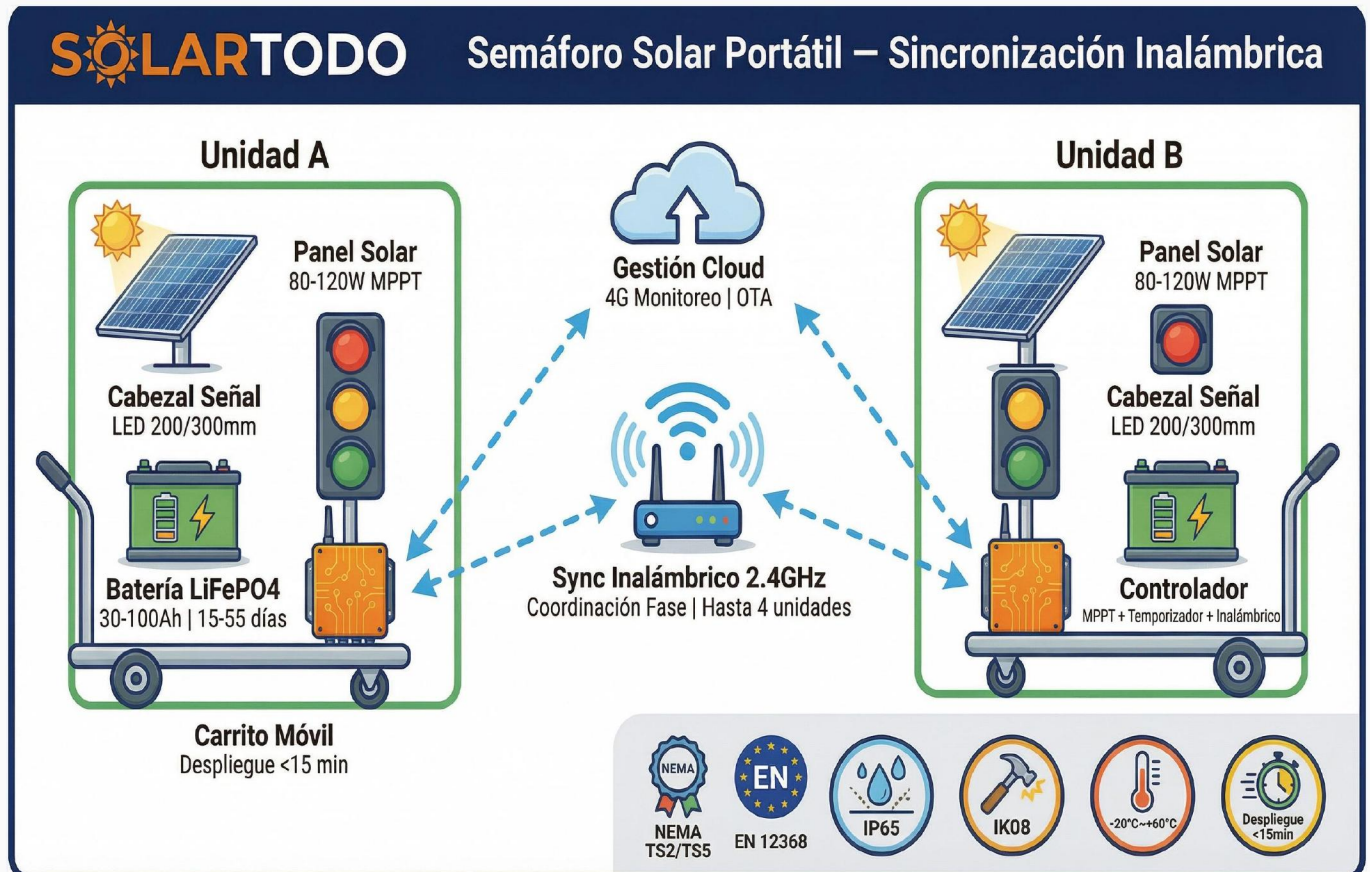 SOLARTODO
Semáforo Solar Portátil — Sincronización Inalámbrica
Unidad A
Panel Solar
80-120W MPPT
Cabezal Señal
LED 200/300mm
Batería LiFePO4
30-100Ah | 15-55 días
Carrito Móvil
Despliegue <15 min
Gestión Cloud
4G Monitoreo | OTA
Sync Inalámbrico 2.4GHz
Coordinación Fase | Hasta 4 unidades
Unidad B
Panel Solar
80-120W MPPT
Cabezal Señal
LED 200/300mm
Controlador
MPPT + Temporizador + Inalámbrico
NEMA
NEMA
TS2/TS5
EN
EN 12368
IP65
IK08
-20°C~+60°C
Despliegue
<15min